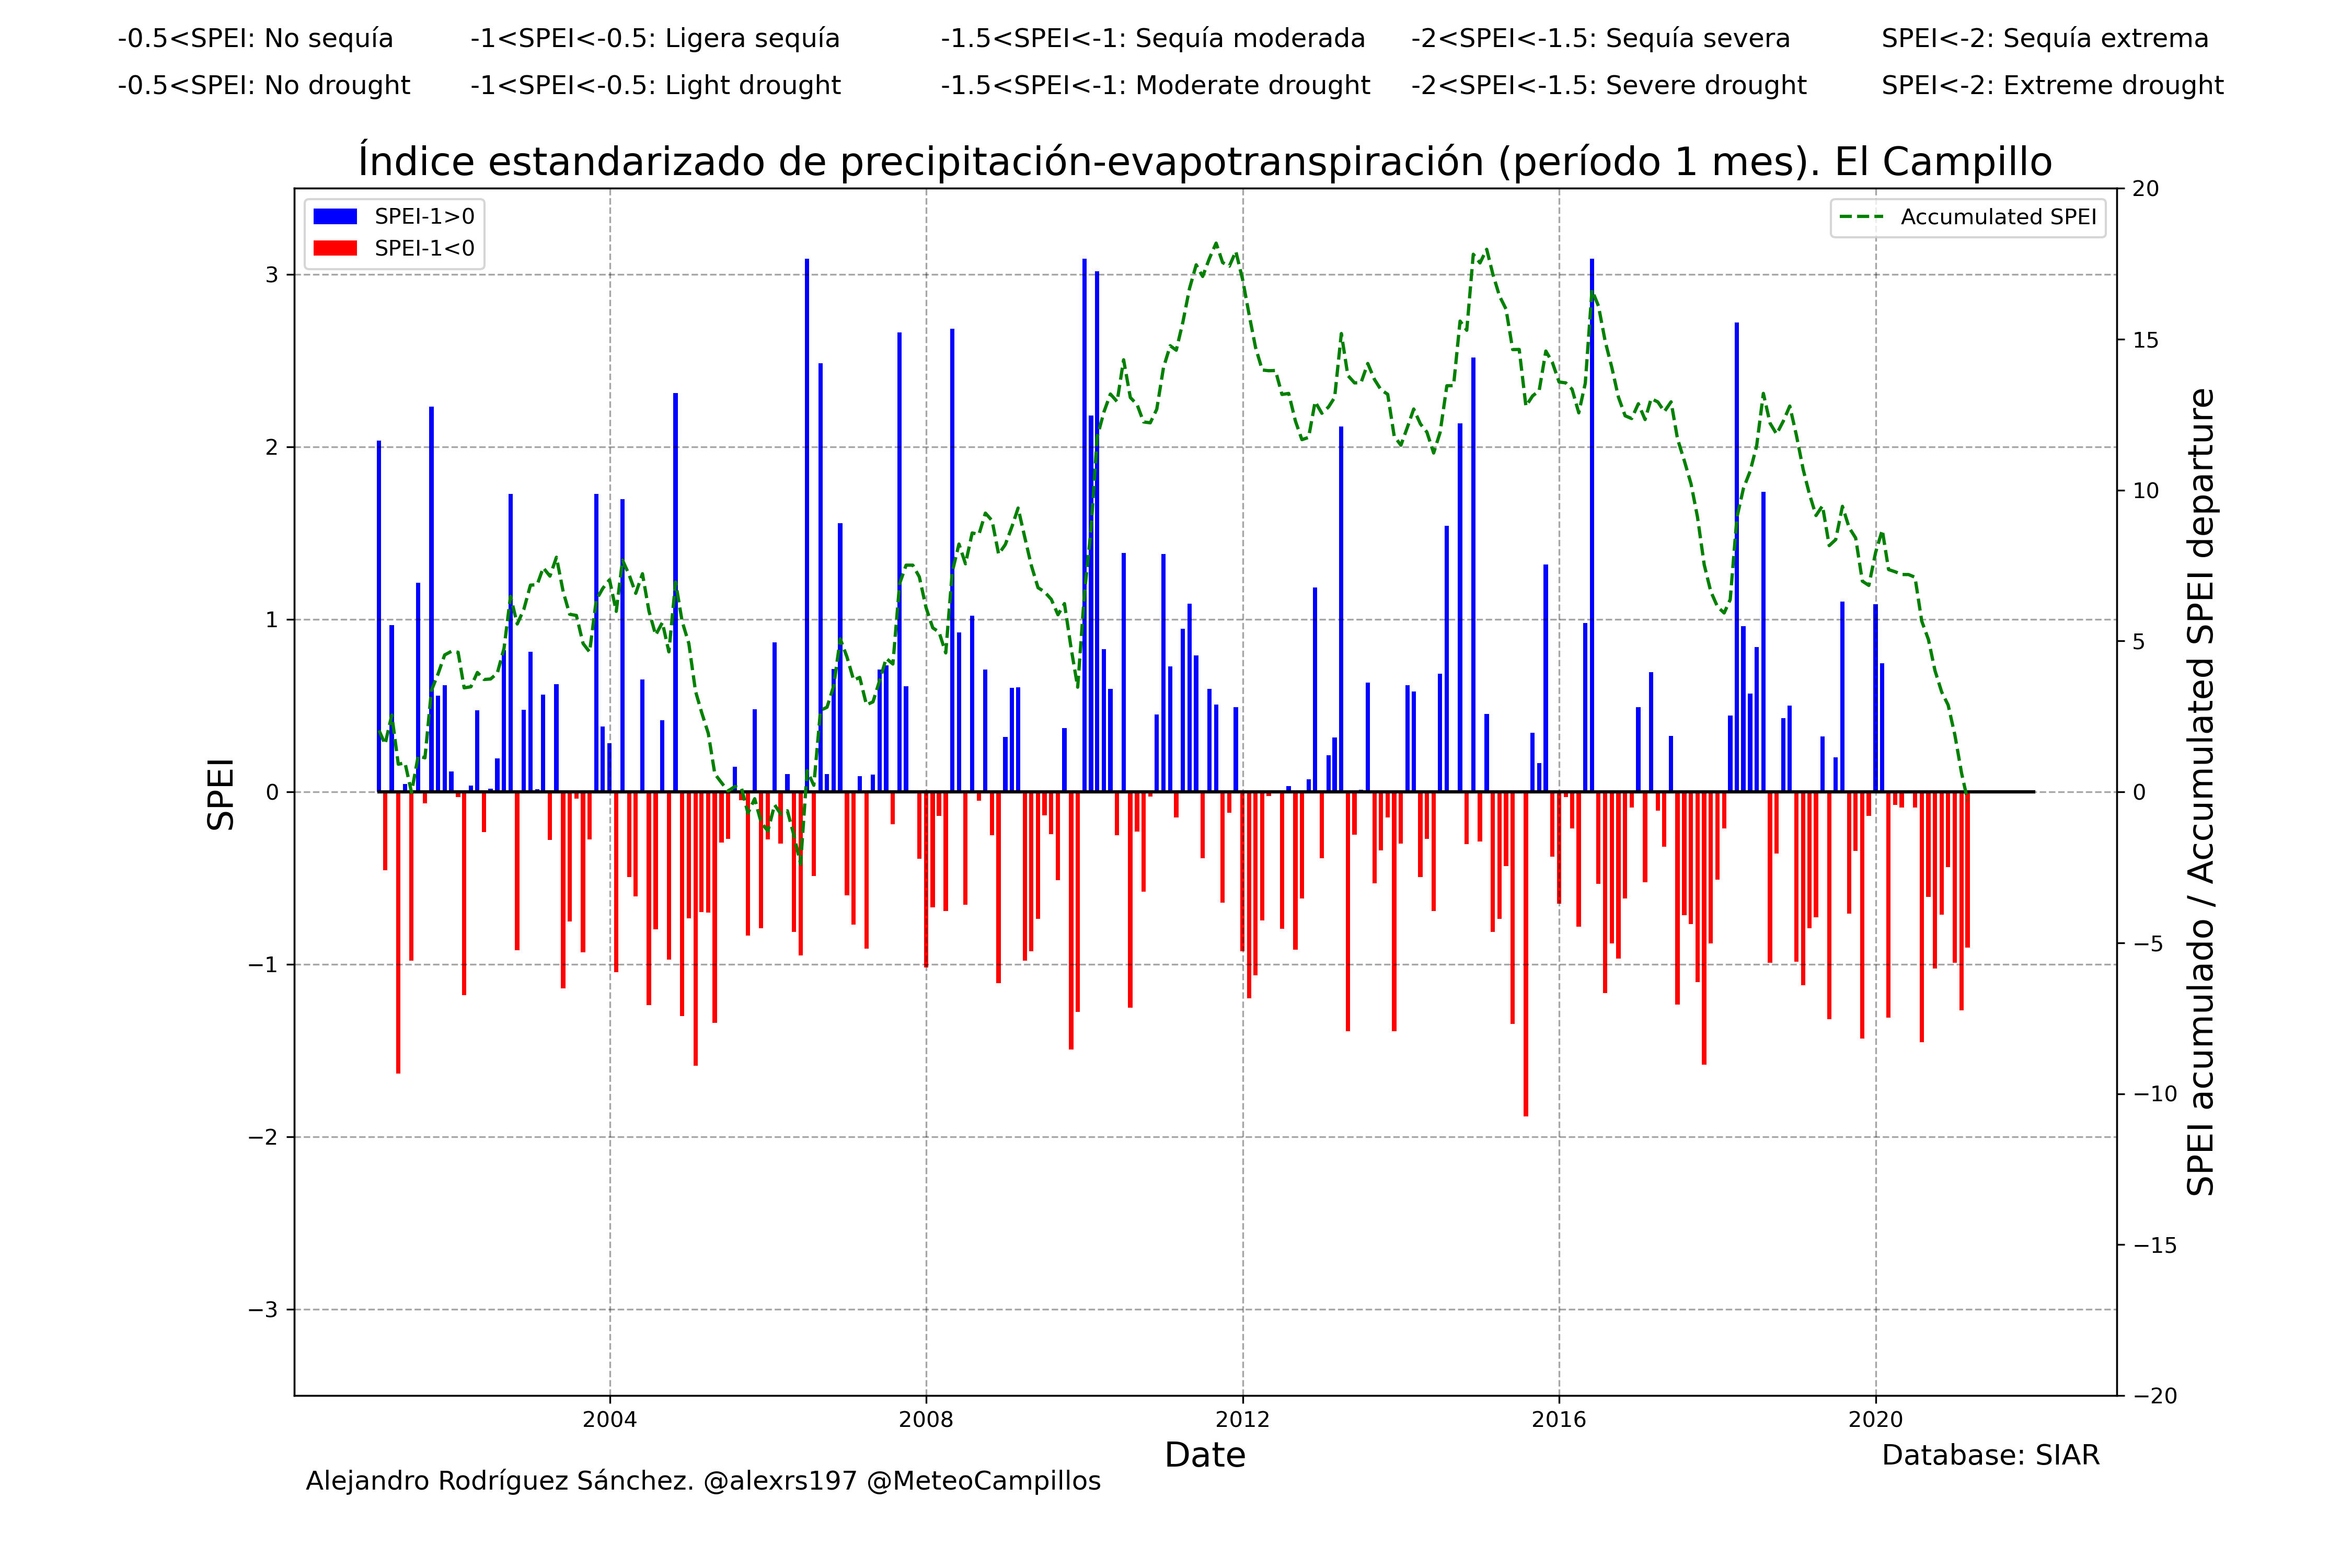 -0.5<SPEI: No sequía -1<SPEI<-0.5: Ligera sequía -1.5<SPEI<-1: Sequía moderada -2<SPEI<-1.5: Sequía severa SPEI<-2: Sequía extrema
-0.5<SPEI: No drought -1<SPEI<-0.5: Light drought -1.5<SPEI<-1: Moderate drought -2<SPEI<-1.5: Severe drought SPEI<-2: Extreme drought
Índice estandarizado de precipitación-evapotranspiración (período 1 mes). El Campillo
SPEI-1>0
SPEI-1<0
Accumulated SPEI
SPEI
3
2
1
0
−1
−2
−3
20
15
10
5
0
−5
−10
−15
−20
SPEI acumulado / Accumulated SPEI departure
2004 2008 2012 2016 2020
Date
Database: SIAR
Alejandro Rodríguez Sánchez. @alexrs197 @MeteoCampillos